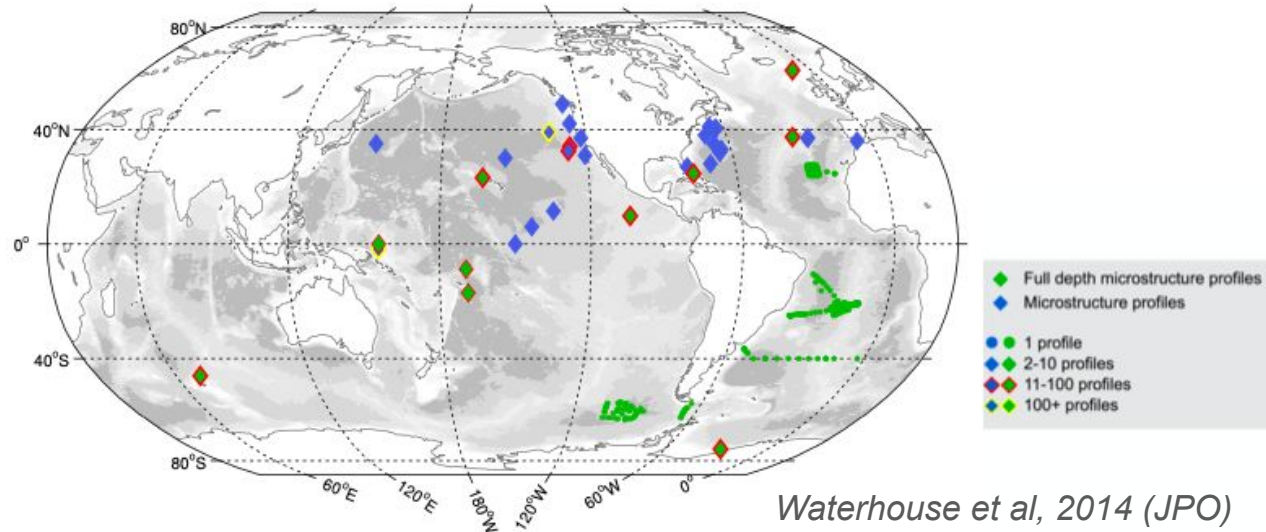 80°N
40°N
0°
40°S
80°S
60°E
120°E
180°W
120°W
60°W
0°
Full depth microstructure profiles
Microstructure profiles
1 profile
2-10 profiles
11-100 profiles
100+ profiles
Waterhouse et al, 2014 (JPO)